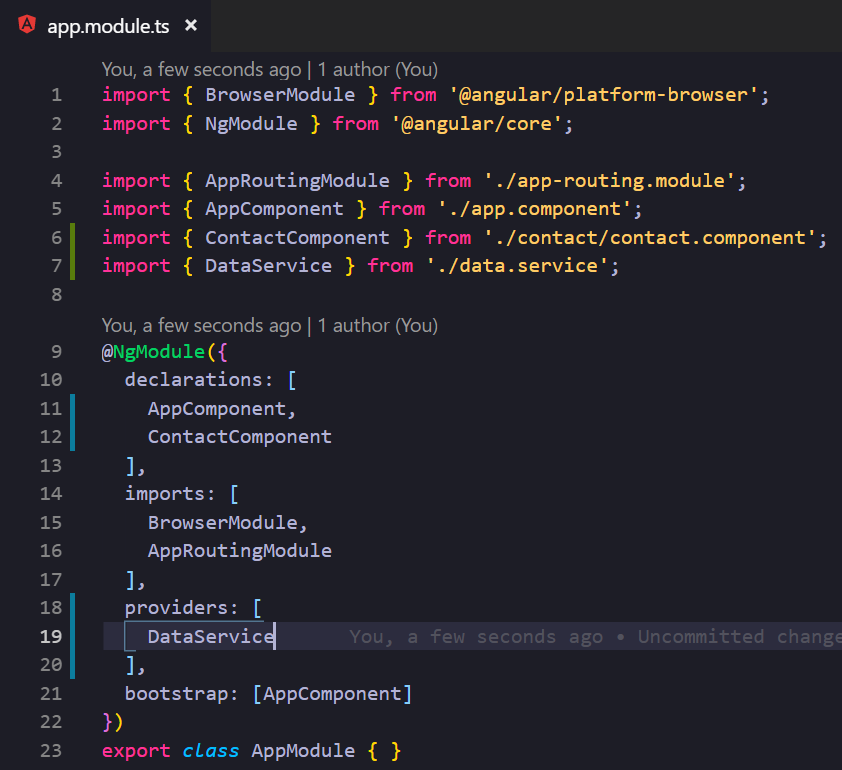 app.module.ts ×
You, a few seconds ago | 1 author (You)
1 import { BrowserModule } from '@angular/platform-browser';
2 import { NgModule } from '@angular/core';
3
4 import { AppRoutingModule } from './app-routing.module';
5 import { AppComponent } from './app.component';
6 import { ContactComponent } from './contact/contact.component';
7 import { DataService } from './data.service';
8
You, a few seconds ago | 1 author (You)
9 @NgModule({
10   declarations: [
11     AppComponent,
12     ContactComponent
13   ],
14   imports: [
15     BrowserModule,
16     AppRoutingModule
17   ],
18   providers: [
19     DataService You, a few seconds ago • Uncommitted change
20   ],
21   bootstrap: [AppComponent]
22 })
23 export class AppModule { }